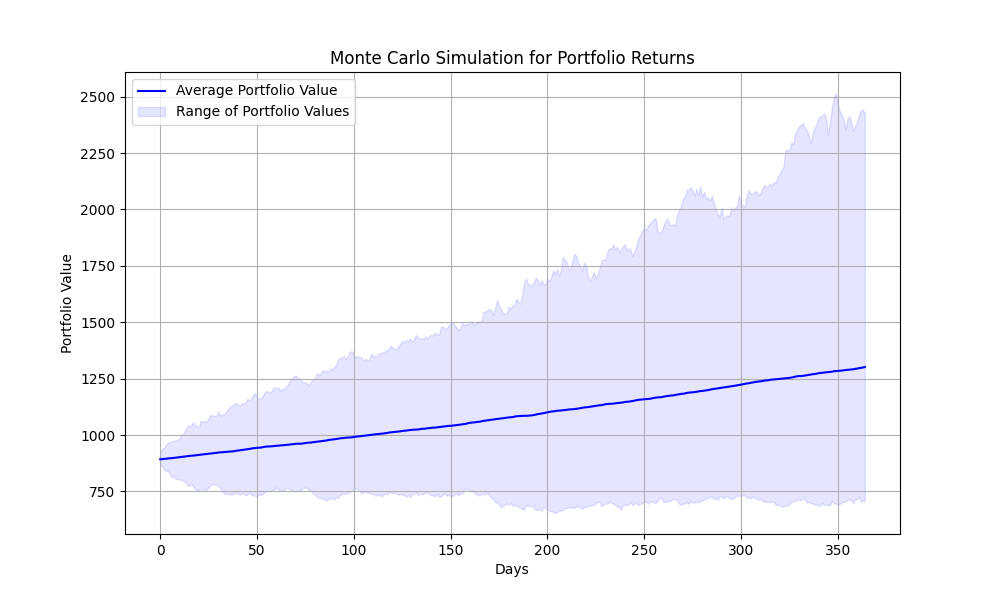 Monte Carlo Simulation for Portfolio Returns
Average Portfolio Value
Range of Portfolio Values
2500
2250
2000
1750
1500
1250
1000
750
Portfolio Value
0 50 100 150 200 250 300 350
Days